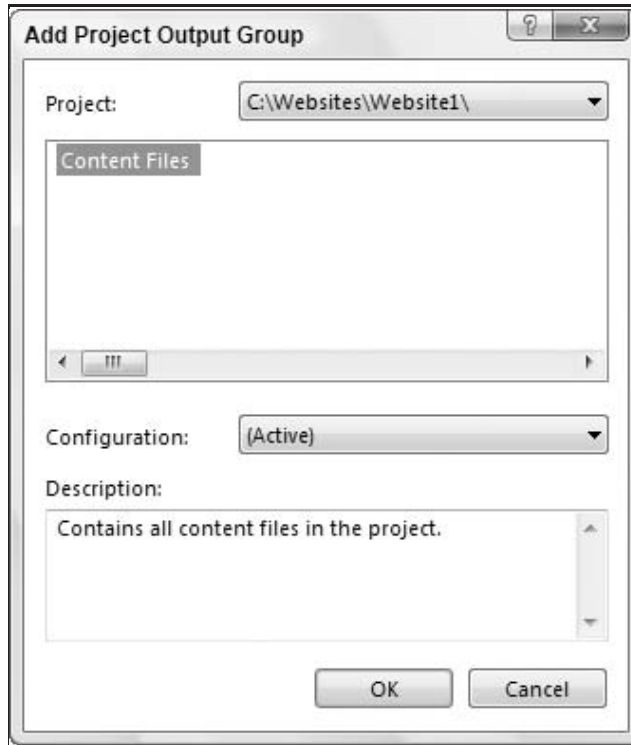 Add Project Output Group
Project: C:\Websites\Website1\
Content Files
Configuration: (Active)
Description:
Contains all content files in the project.
OK Cancel